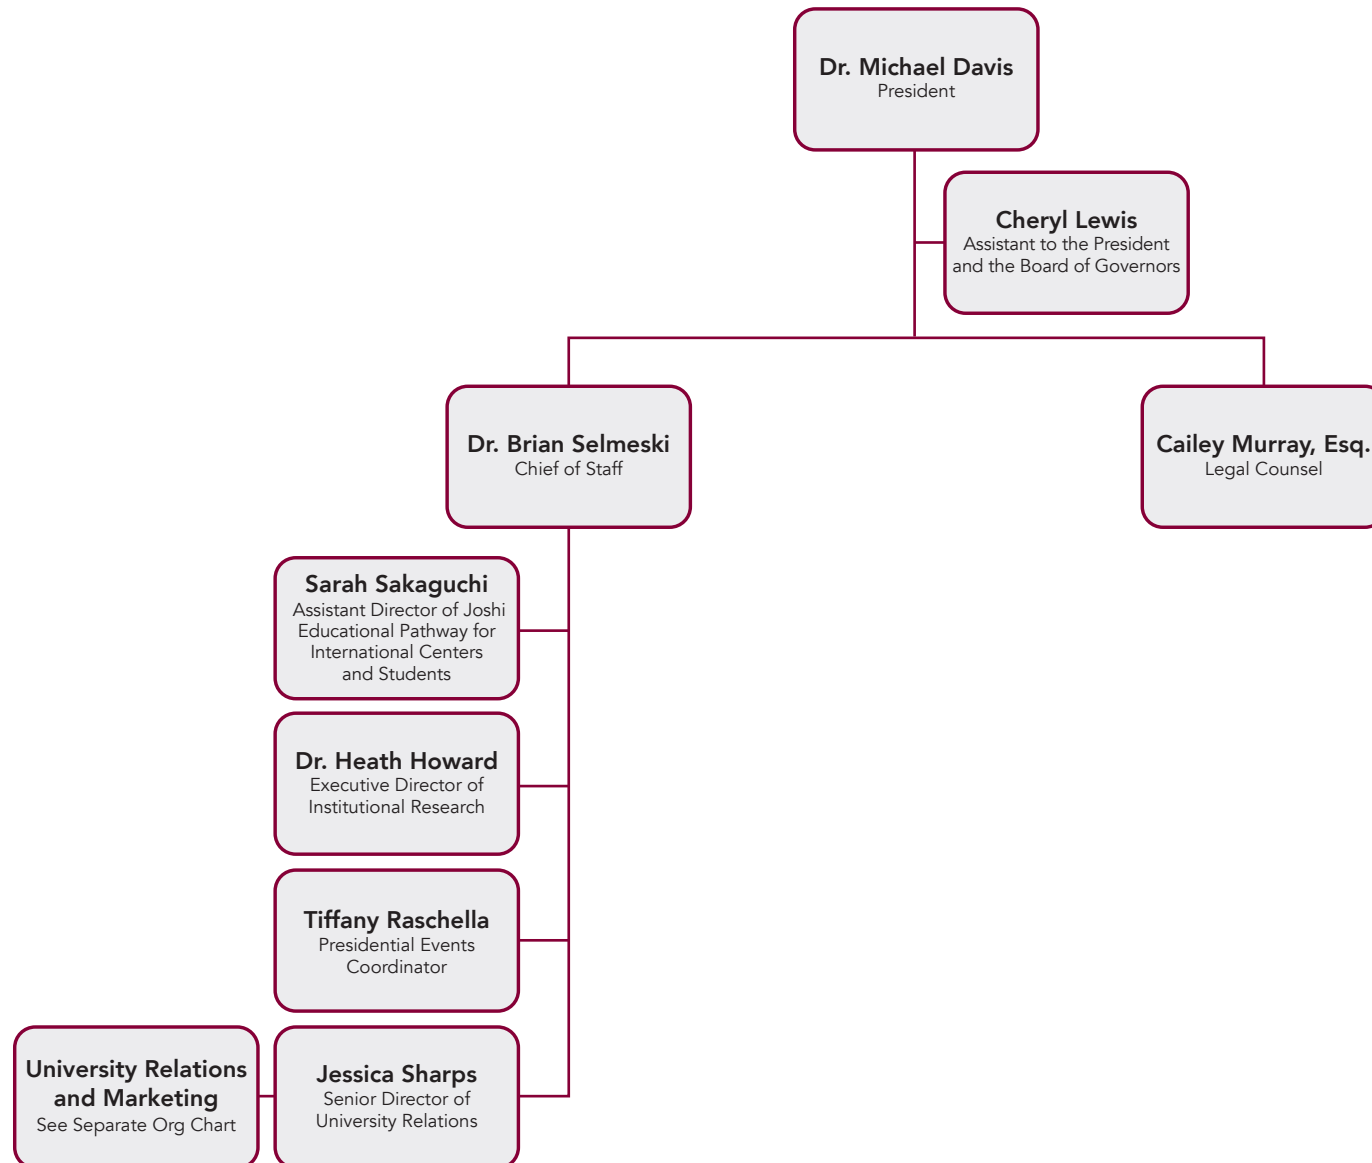 Dr. Michael Davis
President
Cheryl Lewis
Assistant to the President
and the Board of Governors
Dr. Brian Selmeski
Chief of Staff
Cailey Murray, Esq.
Legal Counsel
Sarah Sakaguchi
Assistant Director of Joshi
Educational Pathway for
International Centers
and Students
Dr. Heath Howard
Executive Director of
Institutional Research
Tiffany Raschella
Presidential Events
Coordinator
University Relations
and Marketing
See Separate Org Chart
Jessica Sharps
Senior Director of
University Relations